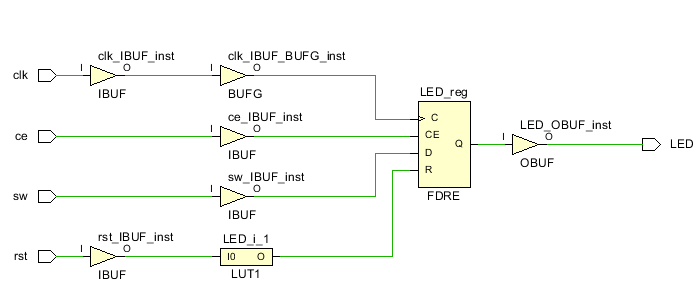 clk_IBUF_inst
clk_IBUF_BUFG_inst
clk I O I O
IBUF BUFG
LED_reg
C
ce_IBUF_inst
ce I O CE
IBUF
LED_OBUF_inst
Q I O LED
D
OBUF
R
sw_IBUF_inst
sw I O
IBUF
FDRE
rst_IBUF_inst
LED_i_1
rst I O I0 O
IBUF LUT1